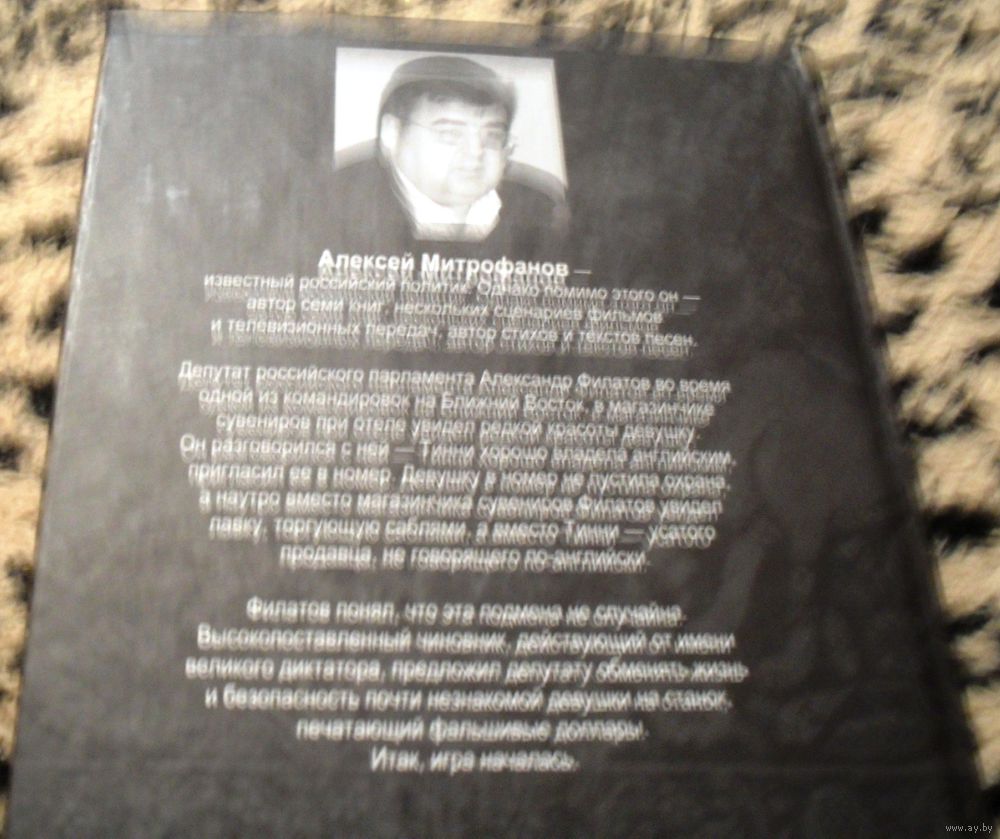 Алексей Митрофанов —
известный российский политик. Однако помимо этого он —
автор семи книг, нескольких сценариев фильмов
и телевизионных передач, автор стихов и текстов песен.
Депутат российского парламента Александр Филатов во время
одной из командировок на Ближний Восток, в магазинчике
сувениров при отеле увидел редкой красоты девушку.
Он разговорился с ней — Тинни хорошо владела английским,
пригласил ее в номер. Девушку в номер не пустила охрана,
а наутро вместо магазинчика сувениров Филатов увидел
лавку, торгующую саблями, а вместо Тинни — усатого
продавца, не говорящего по-английски.
Филатов понял, что эта подмена не случайна.
Высокопоставленный чиновник, действующий от имени
великого диктатора, предложил депутату обменять жизнь
и безопасность почти незнакомой девушки на станок,
печатающий фальшивые доллары.
Итак, игра началась.
www.ay.by